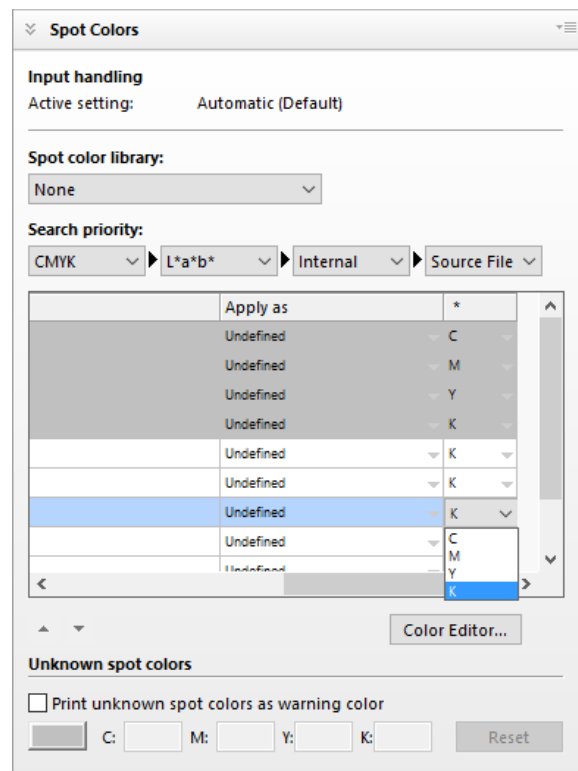 Spot Colors
Input handling
Active setting: Automatic (Default)
Spot color library:
None
Search priority:
CMYK L*a*b* Internal Source File
Apply as *
Undefined C
Undefined M
Undefined Y
Undefined K
Undefined K
Undefined K
Undefined K
Undefined
C
M
Undefined
Y
K
Color Editor...
Unknown spot colors
Print unknown spot colors as warning color
C: M: Y: K: Reset